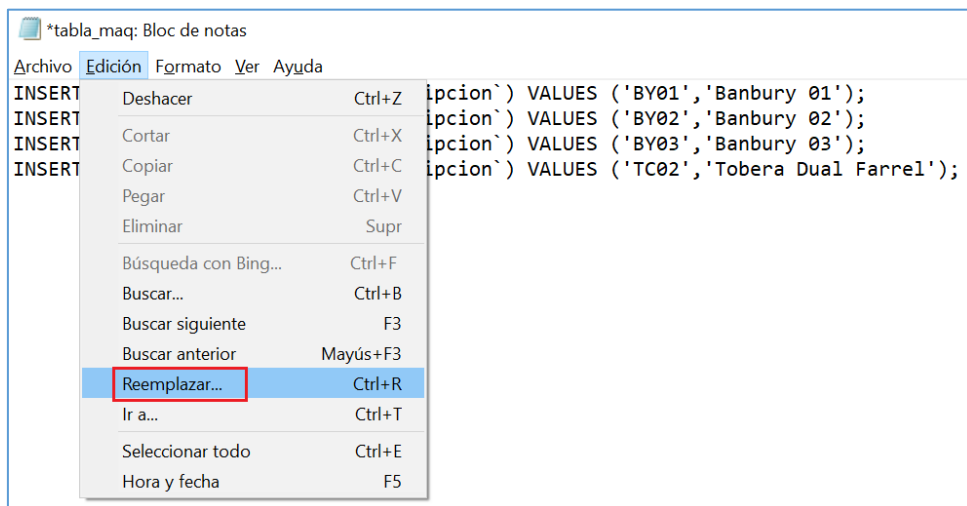 *tabla_maq: Bloc de notas
Archivo Edición Formato Ver Ayuda
INSERT ipcion`) VALUES ('BY01','Banbury 01');
INSERT ipcion`) VALUES ('BY02','Banbury 02');
INSERT ipcion`) VALUES ('BY03','Banbury 03');
INSERT ipcion`) VALUES ('TC02','Tobera Dual Farrel');
Deshacer Ctrl+Z
Cortar Ctrl+X
Copiar Ctrl+C
Pegar Ctrl+V
Eliminar Supr
Búsqueda con Bing... Ctrl+F
Buscar... Ctrl+B
Buscar siguiente F3
Buscar anterior Mayús+F3
Reemplazar... Ctrl+R
Ir a... Ctrl+T
Seleccionar todo Ctrl+E
Hora y fecha F5